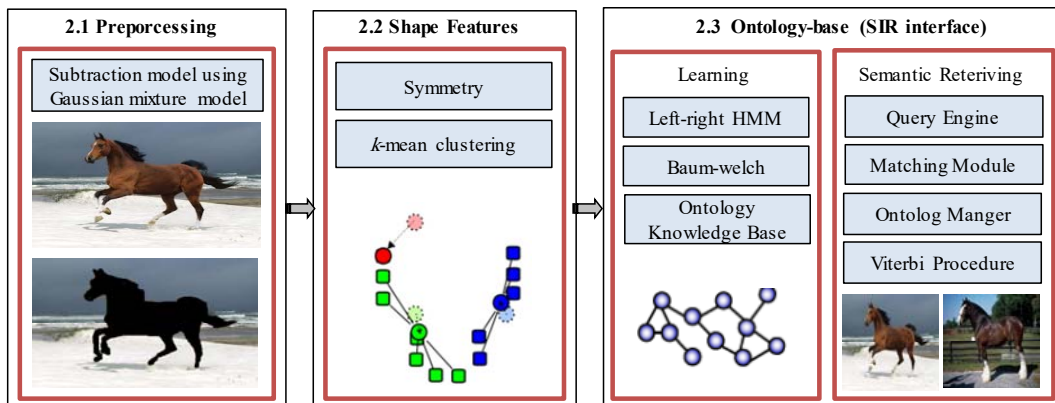 2.1 Preporcessing
Subtraction model using
Gaussian mixture model
2.2 Shape Features
Symmetry
k-mean clustering
2.3 Ontology-base (SIR interface)
Learning
Left-right HMM
Baum-welch
Ontology
Knowledge Base
Semantic Reteriving
Query Engine
Matching Module
Ontolog Manger
Viterbi Procedure